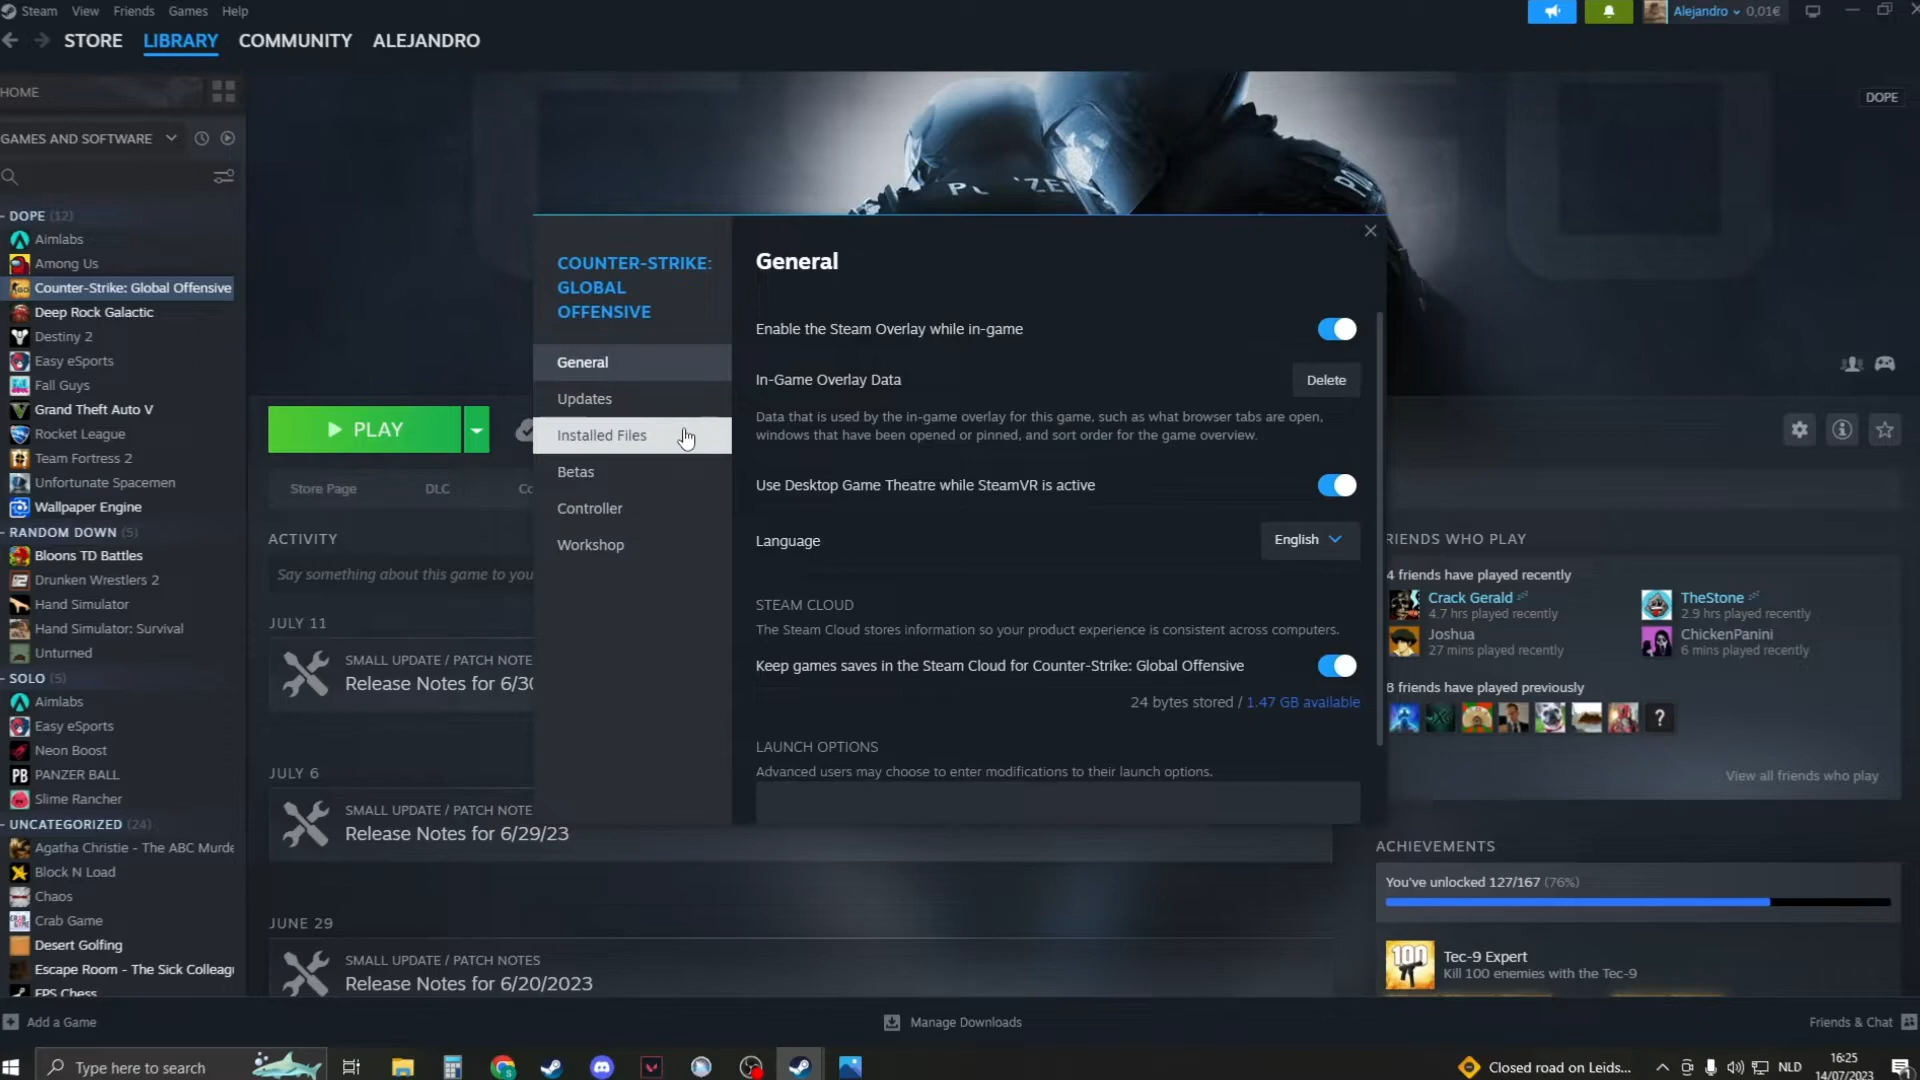 Steam View Friends Games Help
Alejandro 0,01€
STORE LIBRARY COMMUNITY ALEJANDRO
HOME
DOPE
GAMES AND SOFTWARE
- DOPE (12)
Aimlabs
Among Us
Counter-Strike: Global Offensive
Deep Rock Galactic
Destiny 2
Easy eSports
Fall Guys
Grand Theft Auto V
Rocket League
Team Fortress 2
Unfortunate Spacemen
Wallpaper Engine
- RANDOM DOWN (5)
Bloons TD Battles
Drunken Wrestlers 2
Hand Simulator
Hand Simulator: Survival
Unturned
- SOLO (5)
Aimlabs
Easy eSports
Neon Boost
PANZER BALL
Slime Rancher
- UNCATEGORIZED (24)
Agatha Christie - The ABC Murde
Block N Load
Chaos
Crab Game
Desert Golfing
Escape Room - The Sick Colleagu
FPS Chess
Add a Game
PLAY
Store Page DLC Co
ACTIVITY
Say something about this game to you
JULY 11
SMALL UPDATE / PATCH NOTE
Release Notes for 6/30
JULY 6
SMALL UPDATE / PATCH NOTE
Release Notes for 6/29/23
JUNE 29
SMALL UPDATE / PATCH NOTES
Release Notes for 6/20/2023
COUNTER-STRIKE:
GLOBAL
OFFENSIVE
General
Updates
Installed Files
Betas
Controller
Workshop
General
Enable the Steam Overlay while in-game
In-Game Overlay Data
Delete
Data that is used by the in-game overlay for this game, such as what browser tabs are open,
windows that have been opened or pinned, and sort order for the game overview.
Use Desktop Game Theatre while SteamVR is active
Language
English
STEAM CLOUD
The Steam Cloud stores information so your product experience is consistent across computers.
Keep games saves in the Steam Cloud for Counter-Strike: Global Offensive
24 bytes stored / 1.47 GB available
LAUNCH OPTIONS
Advanced users may choose to enter modifications to their launch options.
RIENDS WHO PLAY
4 friends have played recently
Crack Gerald
4.7 hrs played recently
TheStone
2.9 hrs played recently
Joshua
27 mins played recently
ChickenPanini
6 mins played recently
8 friends have played previously
?
View all friends who play
ACHIEVEMENTS
You've unlocked 127/167 (76%)
100
Tec-9 Expert
Kill 100 enemies with the Tec-9
Manage Downloads
Friends & Chat
Type here to search
Closed road on Leids...
NLD
16:25
14/07/2023